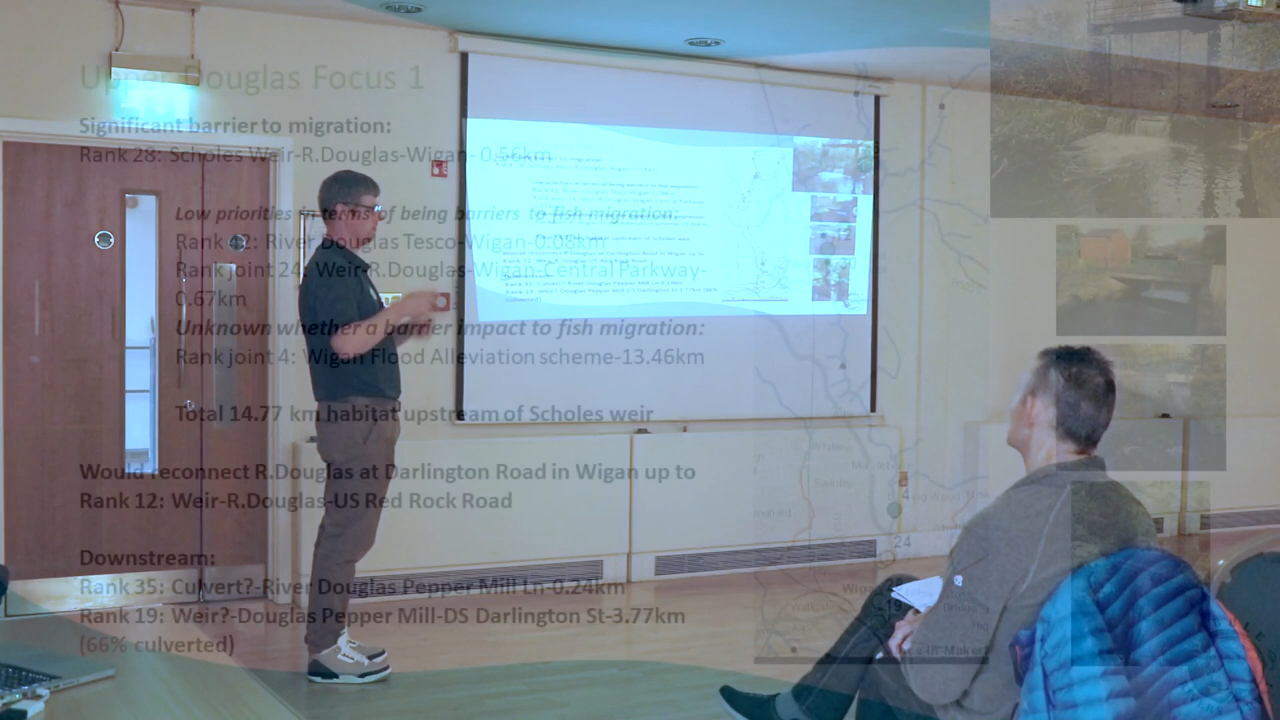 Upper Douglas Focus 1
Significant barrier to migration:
Rank 28: Scholes Weir-R.Douglas-Wigan- 0.56km
Low priorities in terms of being barriers to fish migration:
Rank 42: River Douglas Tesco-Wigan-0.08km
Rank joint 24: Weir-R.Douglas-Wigan-Central Parkway-
0.67km
Unknown whether a barrier impact to fish migration:
Rank joint 4: Wigan Flood Alleviation scheme-13.46km
Total 14.77 km habitat upstream of Scholes weir
Would reconnect R.Douglas at Darlington Road in Wigan up to
Rank 12: Weir-R.Douglas-US Red Rock Road
Downstream:
Rank 35: Culvert?-River Douglas Pepper Mill Ln-0.24km
Rank 19: Weir?-Douglas Pepper Mill-DS Darlington St-3.77km
(66% culverted)
4
24
19